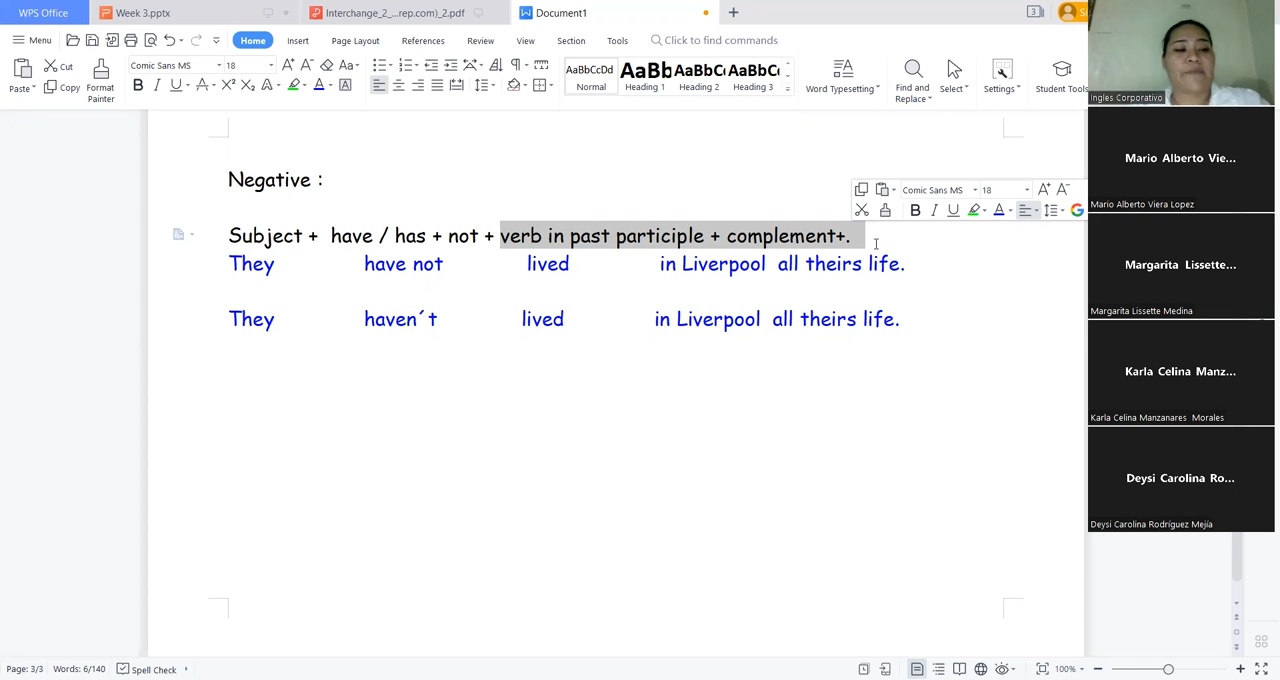 WPS Office
Week 3.pptx
Interchange_2_...rep.com)_2.pdf
Document1
Menu
Home
Insert
Page Layout
References
Review
View
Section
Tools
Click to find commands
Paste
Cut
Copy
Format Painter
Comic Sans MS
18
AaBbCcDd
Normal
Heading 1
Heading 2
Heading 3
Word Typesetting
Find and Replace
Select
Settings
Student Tools
Ingles Corporativo
Negative :
Comic Sans MS 18
Subject + have / has + not + verb in past participle + complement+.
They have not lived in Liverpool all theirs life.
They haven´t lived in Liverpool all theirs life.
Mario Alberto Vie...
Mario Alberto Viera Lopez
Margarita Lissette...
Margarita Lissette Medina
Karla Celina Manz...
Karla Celina Manzanares Morales
Deysi Carolina Ro...
Deysi Carolina Rodríguez Mejía
Page: 3/3
Words: 6/140
Spell Check
100%